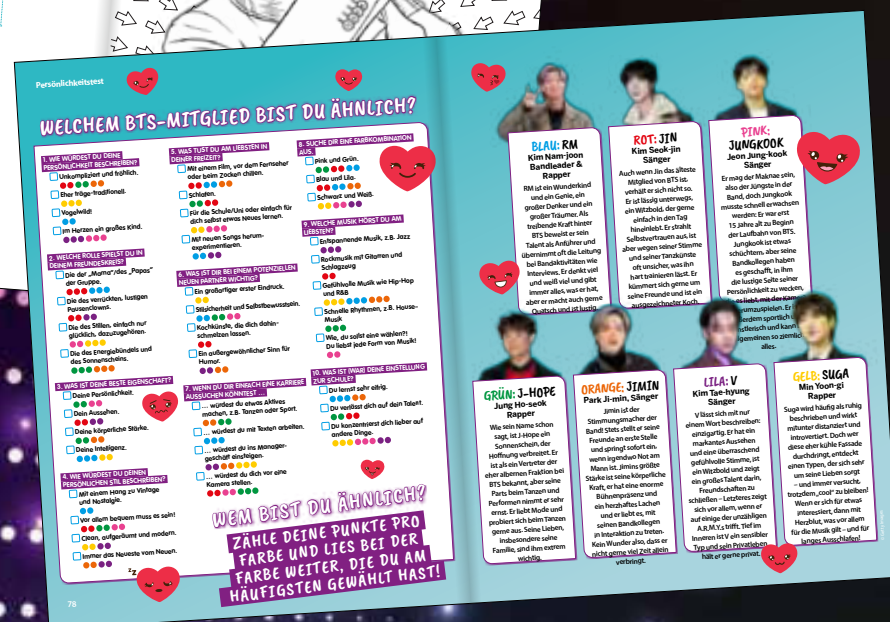 Persönlichkeitstest
WELCHEM BTS-MITGLIED BIST DU ÄHNLICH?
1. WIE WÜRDEST DU DEINE
PERSÖNLICHKEIT BESCHREIBEN?
Unkompliziert und fröhlich.
Eher träge-traditionell.
Vogelwild!
Im Herzen ein großes Kind.
2. WELCHE ROLLE SPIELST DU IN
DEINEM FREUNDESKREIS?
Die der „Mama"/des „Papas"
der Gruppe.
Die des verrückten, lustigen
Pausenclowns.
Die des Stillen, einfach nur
glücklich, dazuzugehören.
Die des Energiebündels und
des Sonnenscheins.
3. WAS IST DEINE BESTE EIGENSCHAFT?
Deine Persönlichkeit.
Dein Aussehen.
Deine körperliche Stärke.
Deine Intelligenz.
4. WIE WÜRDEST DU DEINEN
PERSÖNLICHEN STIL BESCHREIBEN?
Mit einem Hang zu Vintage
und Nostalgie.
Vor allem bequem muss es sein!
Clean, aufgeräumt und modern.
Immer das Neueste vom Neuen.
5. WAS TUST DU AM LIEBSTEN IN
DEINER FREIZEIT?
Mit einem Film, vor dem Fernseher
oder beim Zocken chillen.
Schlafen.
Für die Schule/Uni oder einfach für
dich selbst etwas Neues lernen.
Mit neuen Songs herum-
experimentieren.
6. WAS IST DIR BEI EINEM POTENZIELLEN
NEUEN PARTNER WICHTIG?
Ein großartiger erster Eindruck.
Stilsicherheit und Selbstbewusstsein.
Kochkünste, die dich dahin-
schmelzen lassen.
Ein außergewöhnlicher Sinn für
Humor.
7. WENN DU DIR EINFACH EINE KARRIERE
AUSSUCHEN KÖNNTEST ...
... würdest du etwas Aktives
machen, z.B. Tanzen oder Sport.
... würdest du mit Texten arbeiten.
... würdest du ins Manager-
geschäft einsteigen.
... würdest du dich vor eine
Kamera stellen.
8. SUCHE DIR EINE FARBKOMBINATION
AUS.
Pink und Grün.
Blau und Lila.
Schwarz und Weiß.
9. WELCHE MUSIK HÖRST DU AM
LIEBSTEN?
Entspannende Musik, z.B. Jazz
Rockmusik mit Gitarren und
Schlagzeug
Gefühlvolle Musik wie Hip-Hop
und R&B
Schnelle Rhythmen, z.B. House-
Musik
Wie, du sollst eine wählen?!
Du liebst jede Form von Musik!
10. WAS IST (WAR) DEINE EINSTELLUNG
ZUR SCHULE?
Du lernst sehr eifrig.
Du verlässt dich auf dein Talent.
Du konzentrierst dich lieber auf
andere Dinge.
WEM BIST DU ÄHNLICH?
ZÄHLE DEINE PUNKTE PRO
FARBE UND LIES BEI DER
FARBE WEITER, DIE DU AM
HÄUFIGSTEN GEWÄHLT HAST!
zz
78
BLAU: RM
Kim Nam-joon
Bandleader &
Rapper
RM ist ein Wunderkind
und ein Genie, ein
großer Denker und ein
großer Träumer. Als
treibende Kraft hinter
BTS beweist er sein
Talent als Anführer und
übernimmt oft die Leitung
bei Bandaktivitäten wie
Interviews. Er denkt viel
und weiß viel und gibt
immer alles, was er hat,
aber er macht auch gerne
Quatsch und ist lustig.
ROT: JIN
Kim Seok-jin
Sänger
Auch wenn Jin das älteste
Mitglied von BTS ist,
verhält er sich nicht so.
Er ist lässig unterwegs,
ein Witzbold, der gerne
einfach in den Tag
hineinlebt. Er strahlt
Selbstvertrauen aus, ist
aber wegen seiner Stimme
und seiner Tanzkünste
oft unsicher, was ihn
hart trainieren lässt. Er
kümmert sich gerne um
seine Freunde und ist ein
ausgezeichneter Koch.
PINK:
JUNGKOOK
Jeon Jung-kook
Sänger
Er mag der Maknae sein,
also der Jüngste in der
Band, doch Jungkook
musste schnell erwachsen
werden: Er war erst
15 Jahre alt zu Beginn
der Laufbahn von BTS.
Jungkook ist etwas
schüchtern, aber seine
Bandkollegen haben
es geschafft, in ihm
die lustige Seite seiner
Persönlichkeit zu wecken,
es liebt, mit der Kamera
rumzuspielen. Er
außerdem sportlich
künstlerisch und kann
so ziemlich
alles.
GRÜN: J-HOPE
Jung Ho-seok
Rapper
Wie sein Name schon
sagt, ist J-Hope ein
Sonnenschein, der
Hoffnung verbreitet. Er
ist als ein Vertreter der
eher albernen Fraktion bei
BTS bekannt, aber seine
Parts beim Tanzen und
Performen nimmt er sehr
ernst. Er liebt Mode und
probiert sich beim Tanzen
gerne aus. Seine Lieben,
insbesondere seine
Familie, sind ihm extrem
wichtig.
ORANGE: JIMIN
Park Ji-min, Sänger
Jimin ist der
Stimmungsmacher der
Band! Stets stellt er seine
Freunde an erste Stelle
und springt sofort ein,
wenn irgendwo Not am
Mann ist. Jimins größte
Stärke ist seine körperliche
Kraft, er hat eine enorme
Bühnenpräsenz und
ein herzhaftes Lachen
und er liebt es, mit
seinen Bandkollegen
in Interaktion zu treten.
Kein Wunder also, dass er
nicht gerne viel Zeit allein
verbringt.
LILA: V
Kim Tae-hyung
Sänger
V lässt sich mit nur
einem Wort beschreiben:
einzigartig. Er hat ein
markantes Aussehen
und eine überraschend
gefühlvolle Stimme, ist
ein Witzbold und zeigt
ein großes Talent darin,
Freundschaften zu
schließen – Letzteres zeigt
sich vor allem, wenn er
auf einige der unzähligen
A.R.M.Y.s trifft. Tief im
Inneren ist V ein sensibler
Typ und sein Privatleben
hält er gerne privat.
GELB: SUGA
Min Yoon-gi
Rapper
Suga wird häufig als ruhig
beschrieben und wirkt
mitunter distanziert und
introvertiert. Doch wer
diese eher kühle Fassade
durchdringt, entdeckt
einen Typen, der sich sehr
um seine Lieben sorgt
– und immer versucht,
trotzdem „cool" zu bleiben!
Wenn er sich für etwas
interessiert, dann mit
Herzblut, was vor allem
für die Musik gilt – und für
langes Ausschlafen!